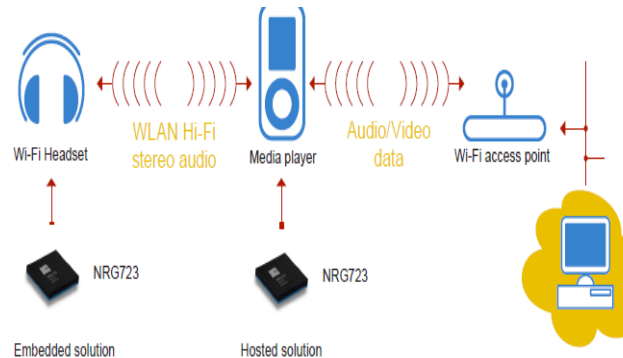 WLAN Hi-Fi
stereo audio
Audio/Video
data
Wi-Fi Headset
Media player
Wi-Fi access point
NRG723
NRG723
Embedded solution
Hosted solution